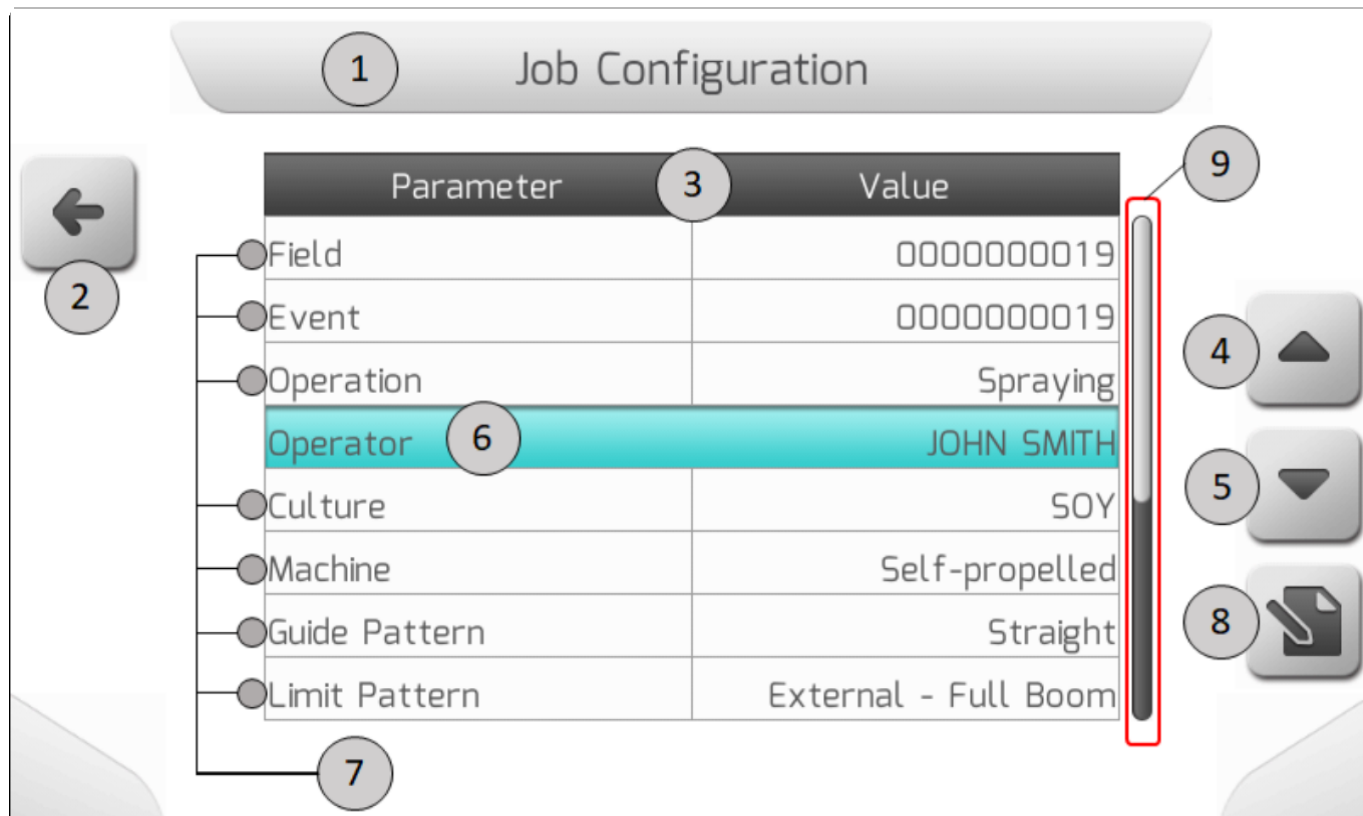 1 Job Configuration
Parameter 3 Value 9
Field 0000000019
2 Event 0000000019
4
Operation Spraying
Operator 6 JOHN SMITH
5
Culture SOY
Machine Self-propelled
8
Guide Pattern Straight
Limit Pattern External - Full Boom
7